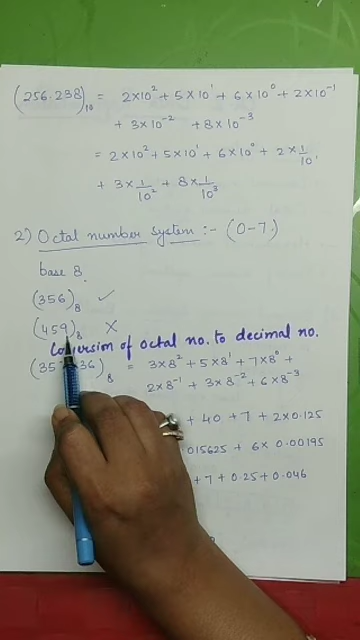 (256.238)₁₀ = 2×10² + 5×10¹ + 6×10⁰ + 2×10⁻¹
+ 3×10⁻² + 8×10⁻³
= 2×10² + 5×10¹ + 6×10⁰ + 2×1/10¹
+ 3×1/10² + 8×1/10³
2) Octal number system :- (0-7)
base 8
(356)₈ ✓
(459)₈ ×
Conversion of octal no. to decimal no.
(357 36)₈ = 3×8² + 5×8¹ + 7×8⁰ +
2×8⁻¹ + 3×8⁻² + 6×8⁻³
+ 40 + 7 + 2×0.125
015625 + 6× 0.00195
+ 7 + 0.25 + 0.046